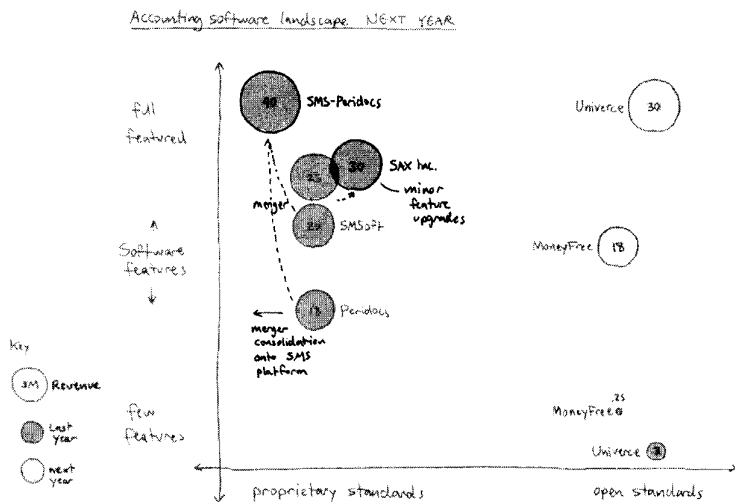 Accounting software landscape NEXT YEAR
full
featured
40
SMS-Peridocs
Univerce
30
25
30
SAX Inc.
minor
feature
upgrades
merger
20
SMSoft
MoneyFree
18
Software
features
18
Peridocs
merger
consolidation
onto SMS
platform
Key
$M
Revenue
last
year
next
year
few
features
.25
MoneyFree
Univerce
proprietary standards
open standards